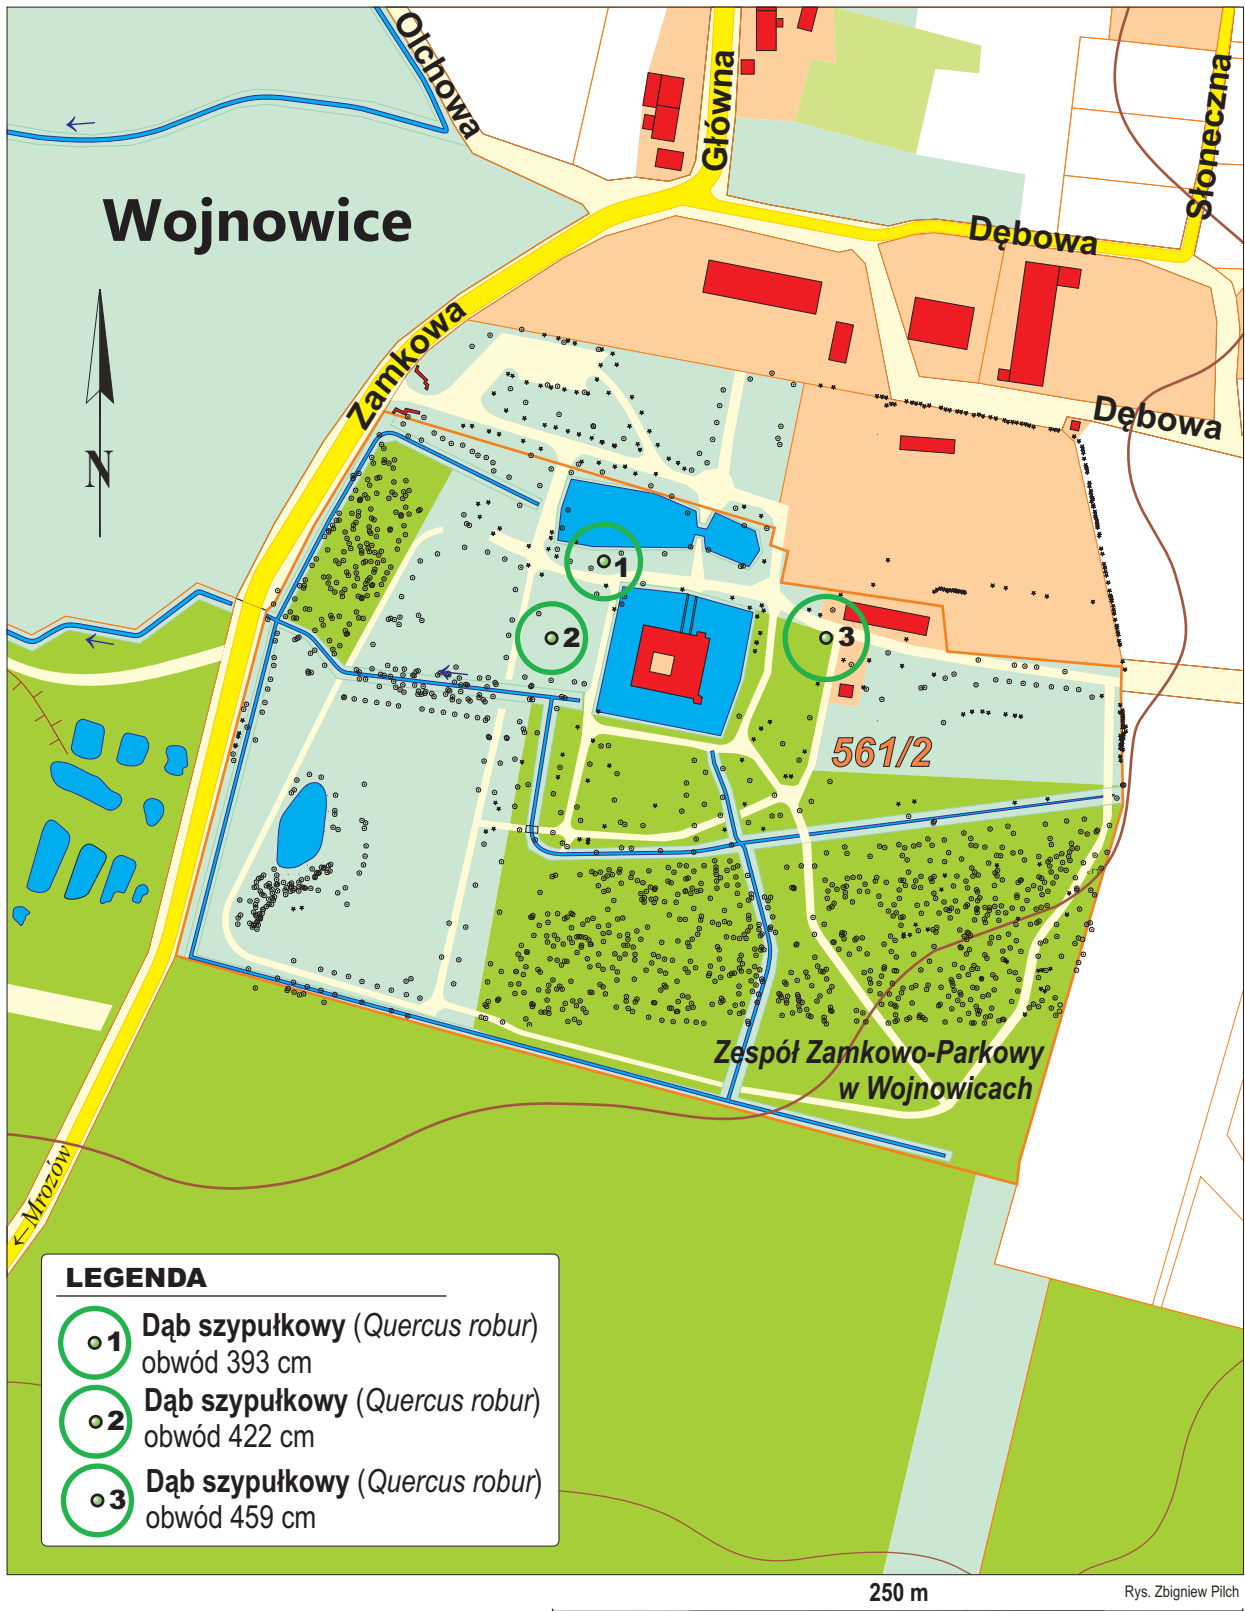 Olchowa
Główna
Słoneczna
Wojnowice
Dębowa
Zamkowa
Dębowa
N
1
2
3
561/2
Zespół Zamkowo-Parkowy
w Wojnowicach
←Mrozów
LEGENDA
1 Dąb szypułkowy (Quercus robur)
obwód 393 cm
2 Dąb szypułkowy (Quercus robur)
obwód 422 cm
3 Dąb szypułkowy (Quercus robur)
obwód 459 cm
250 m
Rys. Zbigniew Pilch